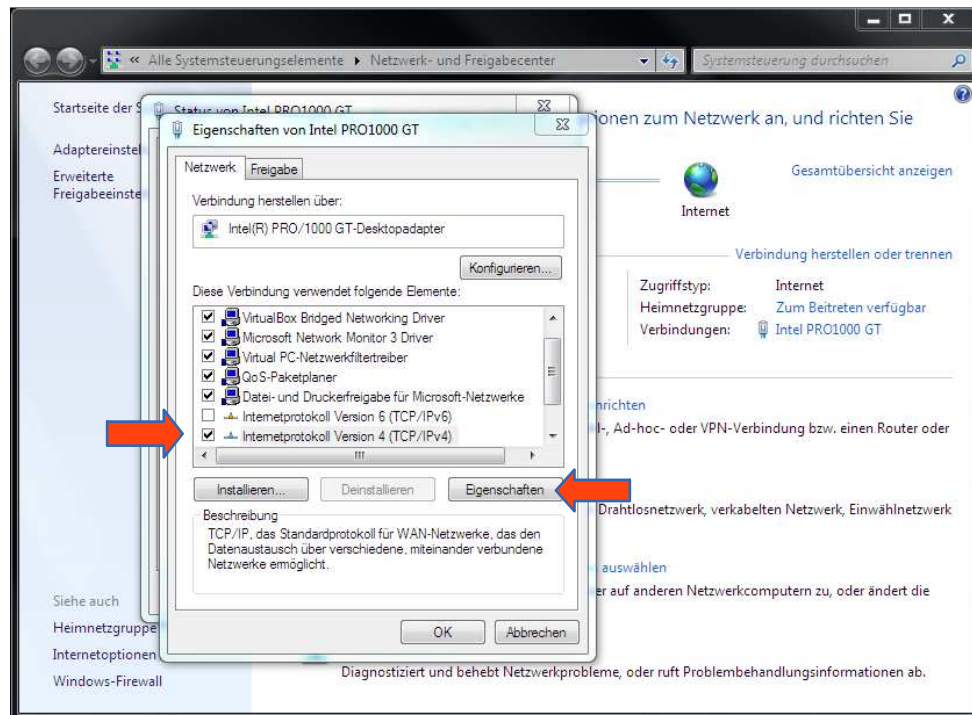 « Alle Systemsteuerungselemente ▸ Netzwerk- und Freigabecenter
Systemsteuerung durchsuchen
Startseite der S
Adaptereinstel
Erweiterte
Freigabeeinste
Siehe auch
Heimnetzgruppe
Internetoptionen
Windows-Firewall
Status von Intel PRO1000 GT
Eigenschaften von Intel PRO1000 GT
Netzwerk
Freigabe
Verbindung herstellen über:
Intel(R) PRO/1000 GT-Desktopadapter
Konfigurieren...
Diese Verbindung verwendet folgende Elemente:
VirtualBox Bridged Networking Driver
Microsoft Network Monitor 3 Driver
Virtual PC-Netzwerkfiltertreiber
QoS-Paketplaner
Datei- und Druckerfreigabe für Microsoft-Netzwerke
Internetprotokoll Version 6 (TCP/IPv6)
Internetprotokoll Version 4 (TCP/IPv4)
Installieren...
Deinstallieren
Eigenschaften
Beschreibung
TCP/IP, das Standardprotokoll für WAN-Netzwerke, das den
Datenaustausch über verschiedene, miteinander verbundene
Netzwerke ermöglicht.
OK
Abbrechen
ionen zum Netzwerk an, und richten Sie
Gesamtübersicht anzeigen
Internet
Verbindung herstellen oder trennen
Zugriffstyp: Internet
Heimnetzgruppe: Zum Beitreten verfügbar
Verbindungen: Intel PRO1000 GT
nrichten
l-, Ad-hoc- oder VPN-Verbindung bzw. einen Router oder
Drahtlosnetzwerk, verkabelten Netzwerk, Einwählnetzwerk
auswählen
er auf anderen Netzwerkcomputern zu, oder ändert die
Diagnostiziert und behebt Netzwerkprobleme, oder ruft Problembehandlungsinformationen ab.